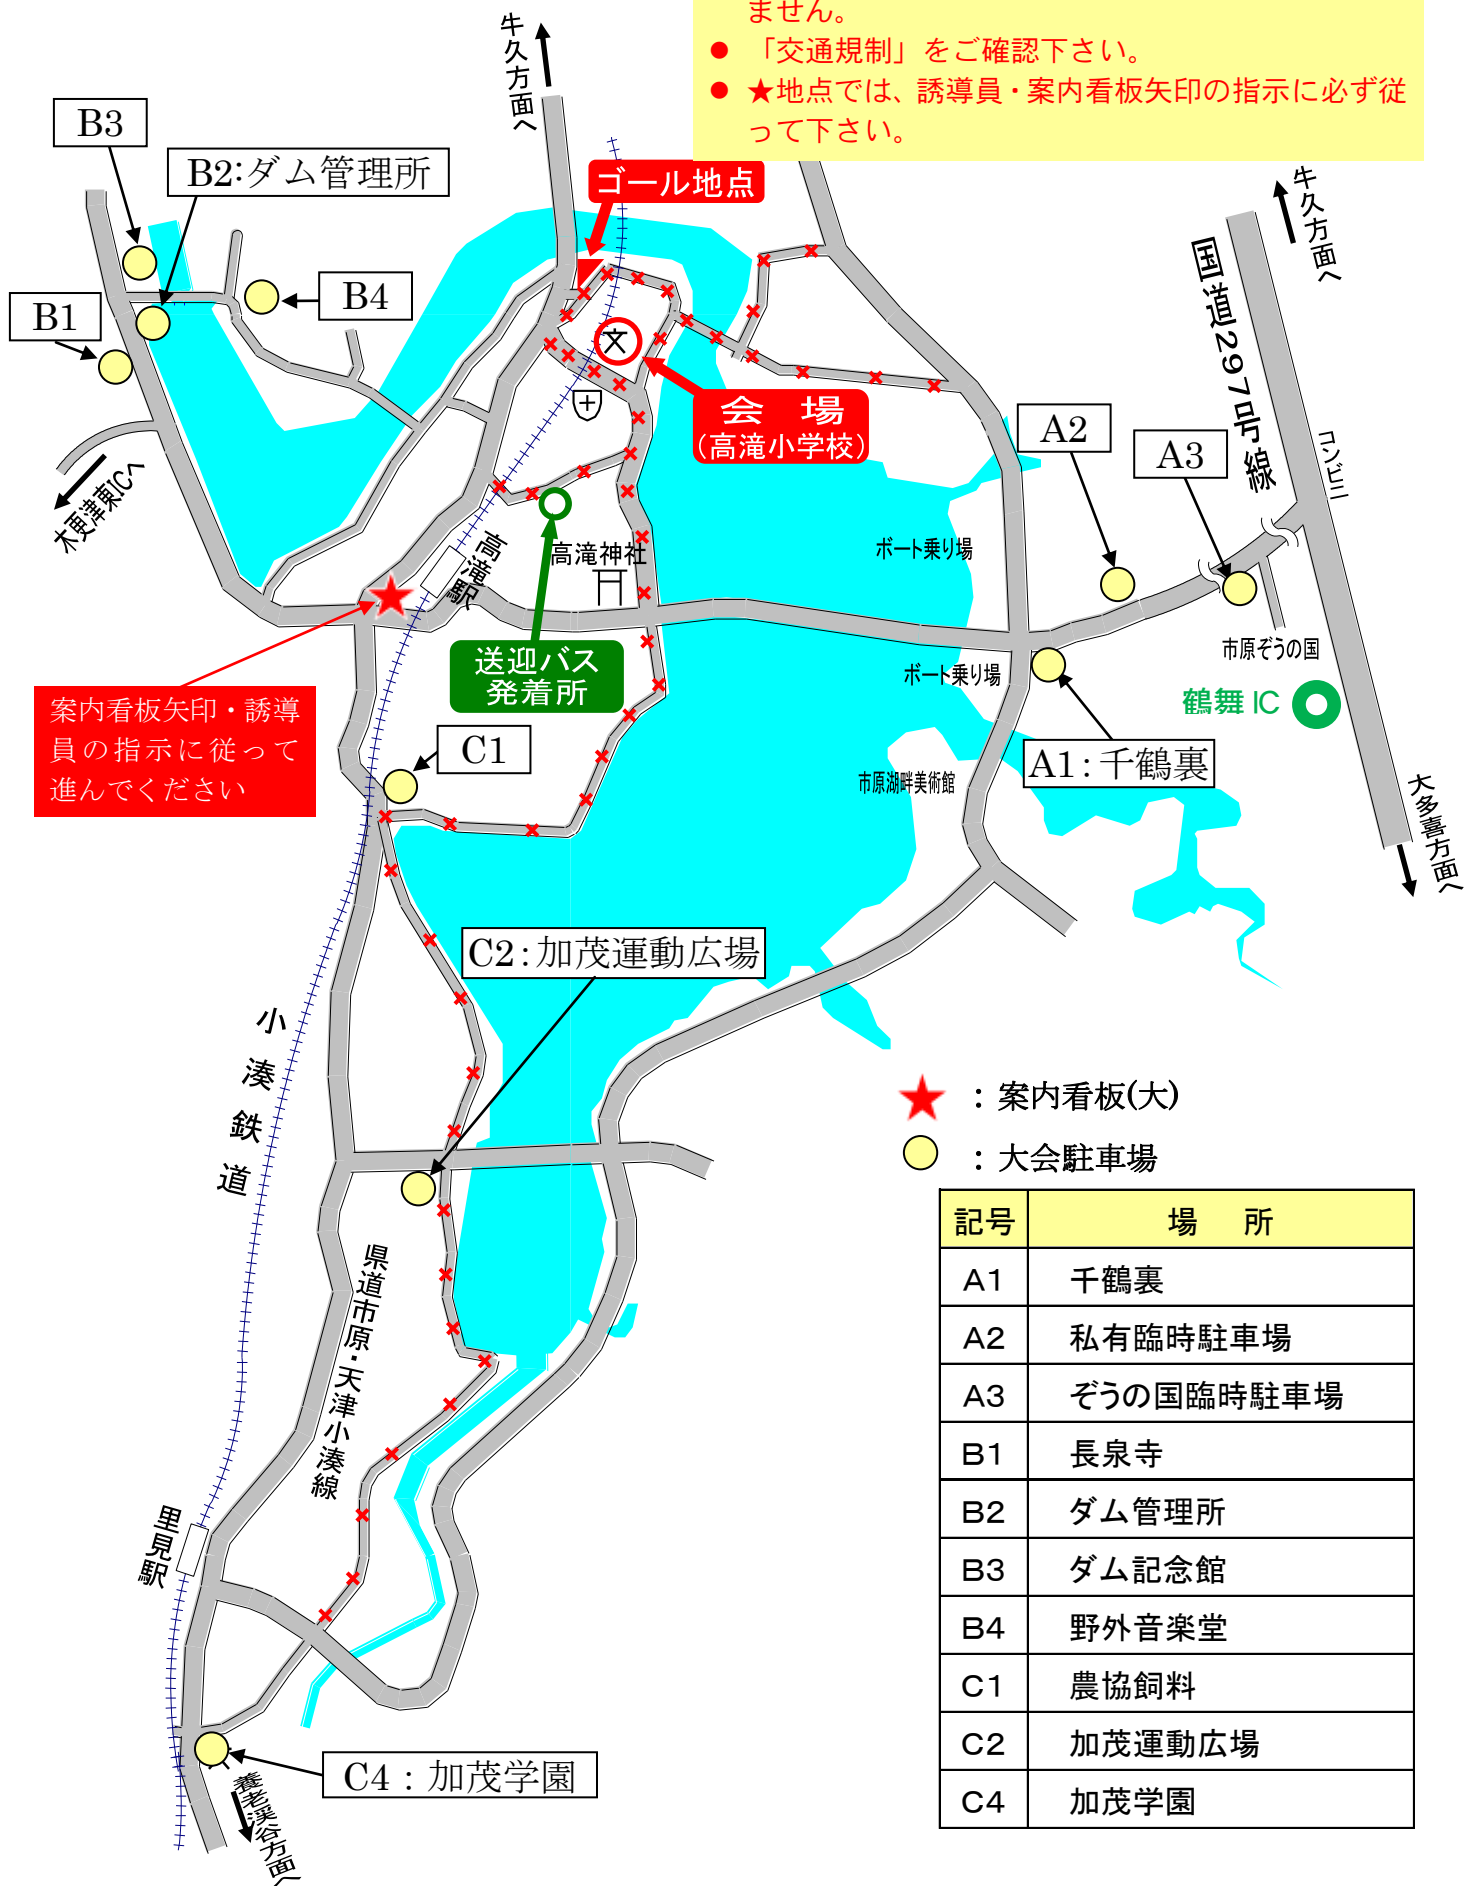 ません。
● 「交通規制」をご確認下さい。
● ★地点では、誘導員・案内看板矢印の指示に必ず従
って下さい。
牛久方面へ
B3
B2:ダム管理所
ゴール地点
牛久方面へ
B4
B1
国道297号線
文
会 場
(高滝小学校)
A2
A3
コンビニ
木更津東ICへ
高滝駅
高滝神社
ボート乗り場
送迎バス
発着所
ボート乗り場
市原ぞうの国
鶴舞 IC
案内看板矢印・誘導
員の指示に従って
進んでください
C1
A1:千鶴裏
市原湖畔美術館
大多喜方面へ
C2:加茂運動広場
小湊鉄道
★ :案内看板(大)
:大会駐車場
県道市原・天津小湊線
里見駅
C4:加茂学園
養老渓谷方面へ
記号 場 所
A1 千鶴裏
A2 私有臨時駐車場
A3 ぞうの国臨時駐車場
B1 長泉寺
B2 ダム管理所
B3 ダム記念館
B4 野外音楽堂
C1 農協飼料
C2 加茂運動広場
C4 加茂学園